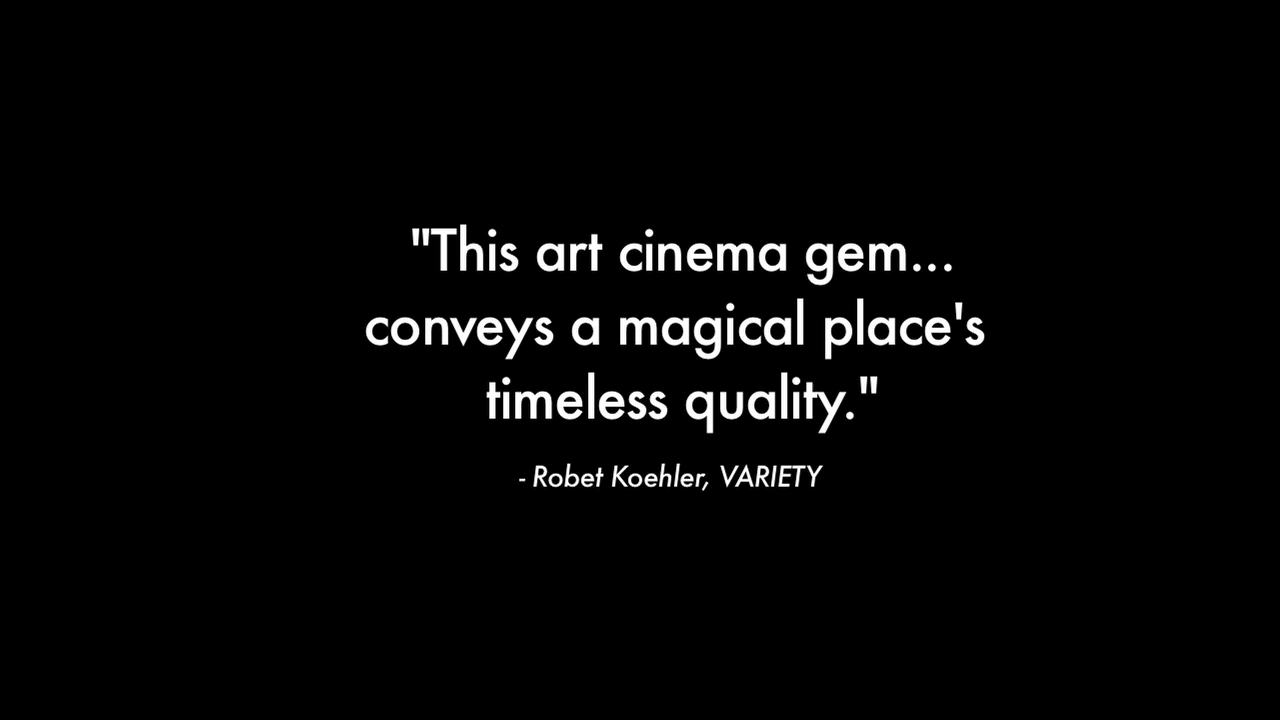 "This art cinema gem...
conveys a magical place's
timeless quality."
- Robet Koehler, VARIETY